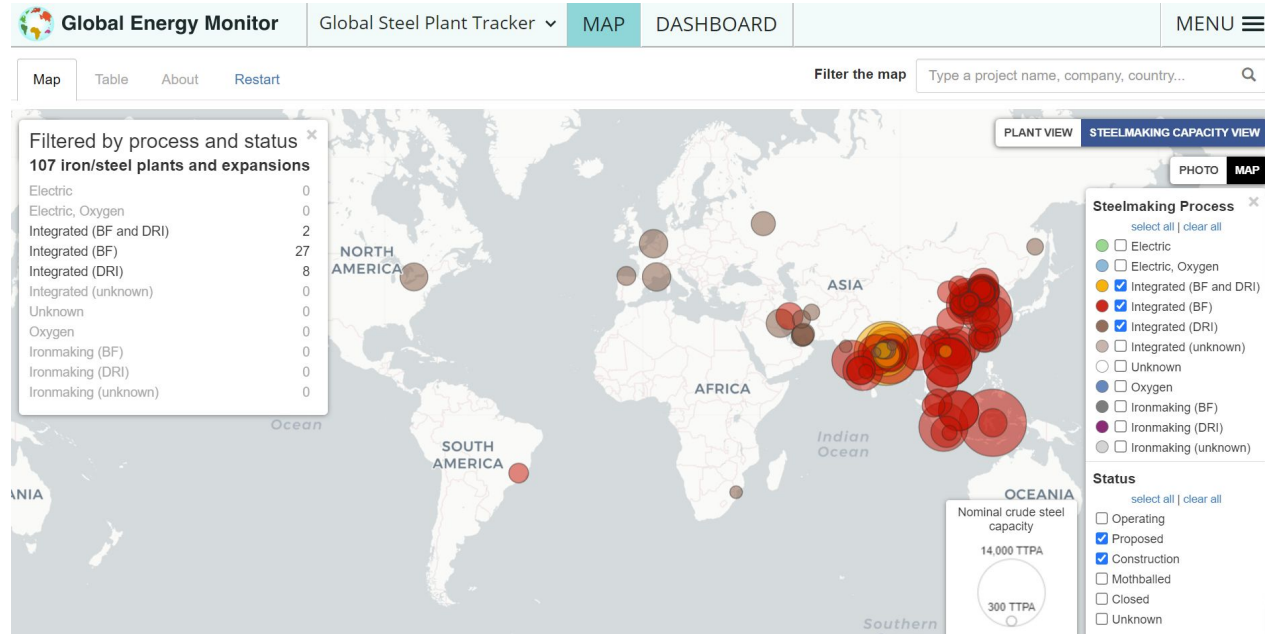 Global Energy Monitor
Global Steel Plant Tracker
MAP
DASHBOARD
MENU
Map
Table
About
Restart
Filter the map
Type a project name, company, country...
Filtered by process and status ×
107 iron/steel plants and expansions
Electric 0
Electric, Oxygen 0
Integrated (BF and DRI) 2
Integrated (BF) 27
Integrated (DRI) 8
Integrated (unknown) 0
Unknown 0
Oxygen 0
Ironmaking (BF) 0
Ironmaking (DRI) 0
Ironmaking (unknown) 0
PLANT VIEW
STEELMAKING CAPACITY VIEW
PHOTO
MAP
NORTH
AMERICA
ASIA
AFRICA
Ocean
SOUTH
AMERICA
Indian
Ocean
ANIA
OCEANIA
Southern
Steelmaking Process ×
select all | clear all
Electric
Electric, Oxygen
Integrated (BF and DRI)
Integrated (BF)
Integrated (DRI)
Integrated (unknown)
Unknown
Oxygen
Ironmaking (BF)
Ironmaking (DRI)
Ironmaking (unknown)
Status
select all | clear all
Operating
Proposed
Construction
Mothballed
Closed
Unknown
Nominal crude steel
capacity
14,000 TTPA
300 TTPA